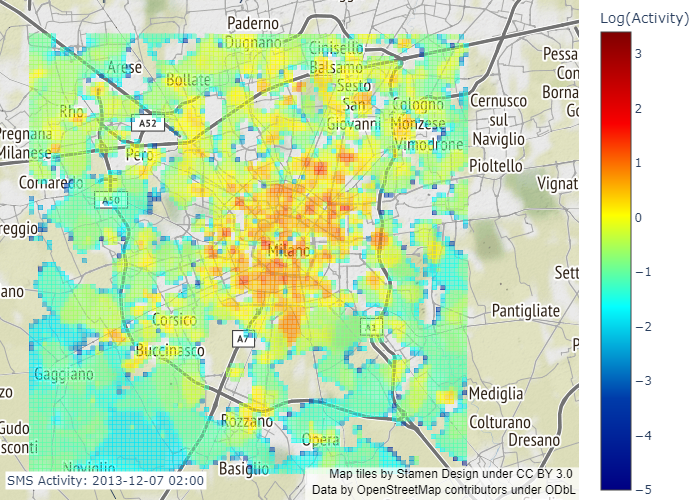 Log(Activity)
Paderno
Dugnano
Cinisello
Balsamo
Arese
Bollate
Sesto
San
Giovanni
Rho
A52
Cologno
Monzese
Cernusco
sul
Naviglio
Pessa
Con
Borna
Go
Pregnana
Milanese
Pero
Vimodrone
Pioltello
Cornaredo
A50
Vignat
reggio
Milano
Sett
ano
Corsico
A7
A1
Pantigliate
P
Buccinasco
Gaggiano
zo
Mediglia
Gudo
sconti
Rozzano
Opera
Colturano
Dresano
Noviglio
Basiglio
3
2
1
0
−1
−2
−3
−4
−5
SMS Activity: 2013-12-07 02:00
Map tiles by Stamen Design under CC BY 3.0
Data by OpenStreetMap contributors under ODbL